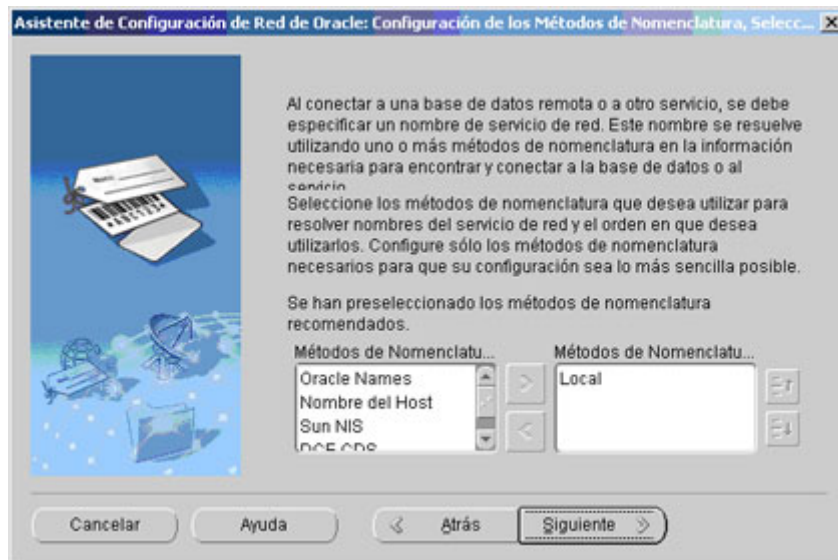 Asistente de Configuración de Red de Oracle: Configuración de los Métodos de Nomenclatura, Selecc...
Al conectar a una base de datos remota o a otro servicio, se debe
especificar un nombre de servicio de red. Este nombre se resuelve
utilizando uno o más métodos de nomenclatura en la información
necesaria para encontrar y conectar a la base de datos o al
servicio.
Seleccione los métodos de nomenclatura que desea utilizar para
resolver nombres del servicio de red y el orden en que desea
utilizarlos. Configure sólo los métodos de nomenclatura
necesarios para que su configuración sea lo más sencilla posible.
Se han preseleccionado los métodos de nomenclatura
recomendados.
Métodos de Nomenclatu...
Oracle Names
Nombre del Host
Sun NIS
DCE CDS
Métodos de Nomenclatu...
Local
Cancelar
Ayuda
Atrás
Siguiente